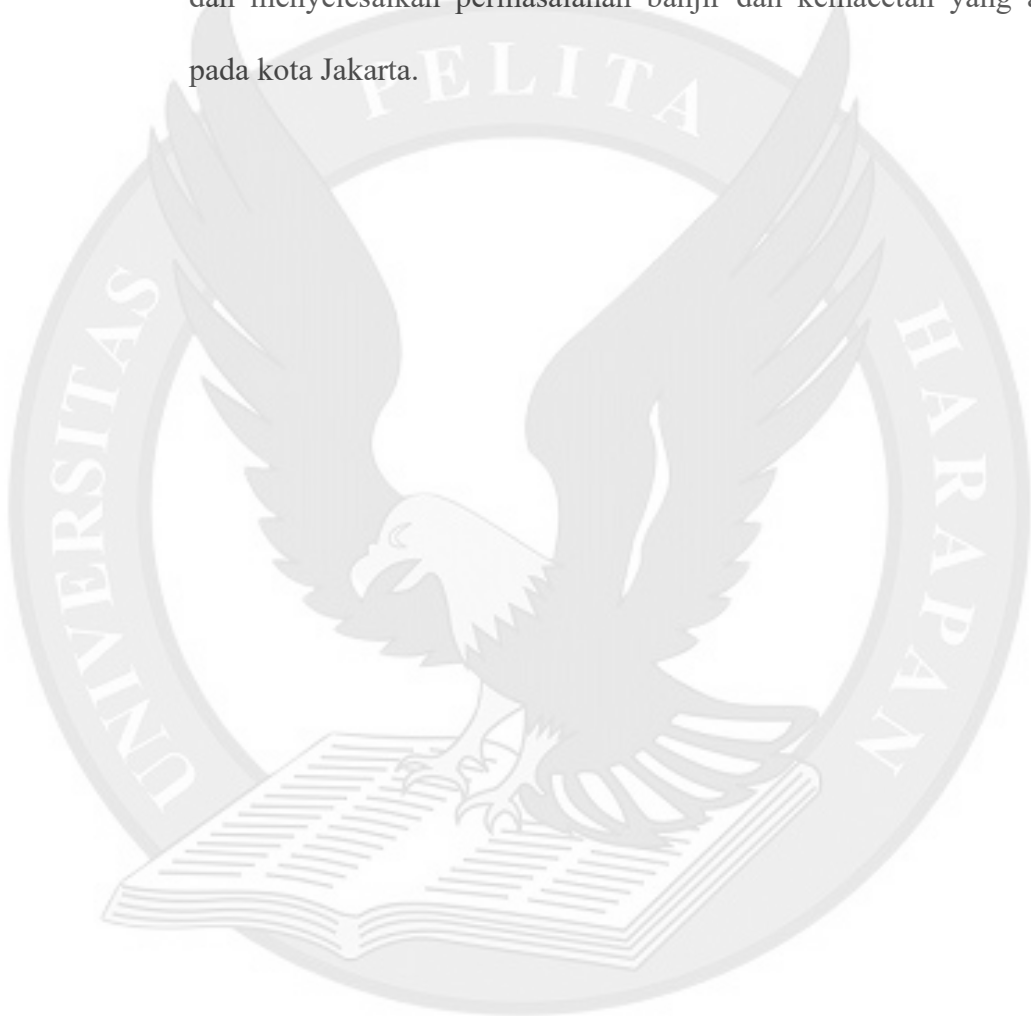 dan menyelesaikan permasalahan banjir dan kemacetan yang
pada kota Jakarta.
UNIVERSITAS PELITA HARAPAN